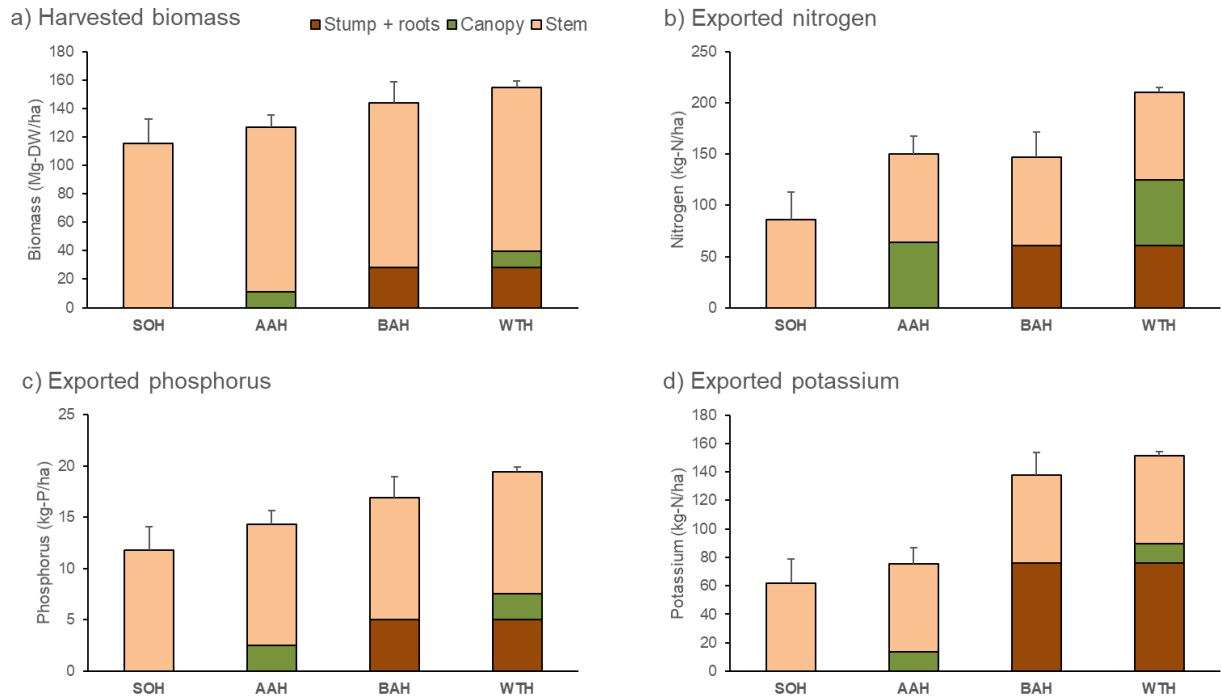 a) Harvested biomass
Stump + roots Canopy Stem
Biomass (Mg-DW/ha)
180
160
140
120
100
80
60
40
20
0
SOH AAH BAH WTH
b) Exported nitrogen
Nitrogen (kg-N/ha)
250
200
150
100
50
0
SOH AAH BAH WTH
c) Exported phosphorus
Phosphorus (kg-P/ha)
25
20
15
10
5
0
SOH AAH BAH WTH
d) Exported potassium
Potassium (kg-N/ha)
180
160
140
120
100
80
60
40
20
0
SOH AAH BAH WTH